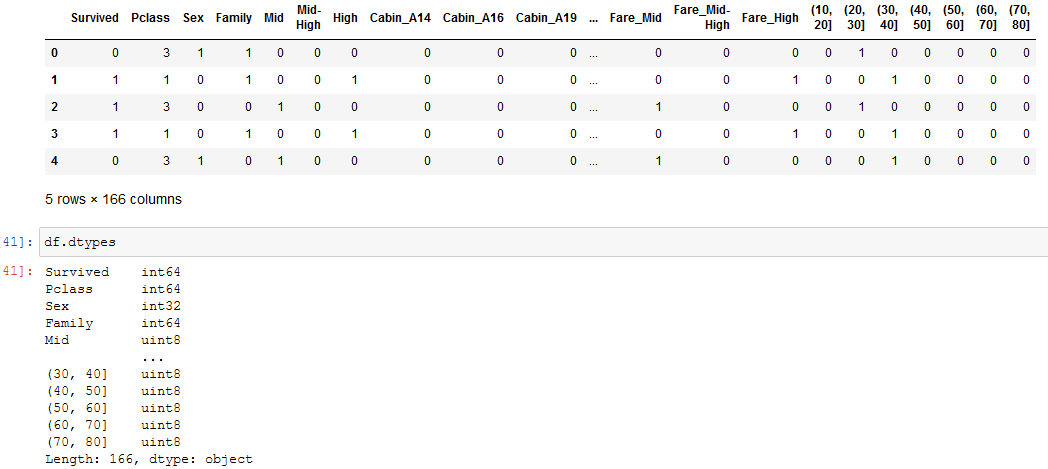 Survived Pclass Sex Family Mid Mid-High High Cabin_A14 Cabin_A16 Cabin_A19 ... Fare_Mid Fare_Mid-High Fare_High (10, 20] (20, 30] (30, 40] (40, 50] (50, 60] (60, 70] (70, 80]
0 0 3 1 1 0 0 0 0 0 0 ... 0 0 0 0 1 0 0 0 0 0
1 1 1 0 1 0 0 1 0 0 0 ... 0 0 1 0 0 1 0 0 0 0
2 1 3 0 0 1 0 0 0 0 0 ... 1 0 0 0 1 0 0 0 0 0
3 1 1 0 1 0 0 1 0 0 0 ... 0 0 1 0 0 1 0 0 0 0
4 0 3 1 0 1 0 0 0 0 0 ... 1 0 0 0 0 1 0 0 0 0
5 rows × 166 columns
[41]: df.dtypes
41]: Survived int64
Pclass int64
Sex int32
Family int64
Mid uint8
...
(30, 40] uint8
(40, 50] uint8
(50, 60] uint8
(60, 70] uint8
(70, 80] uint8
Length: 166, dtype: object